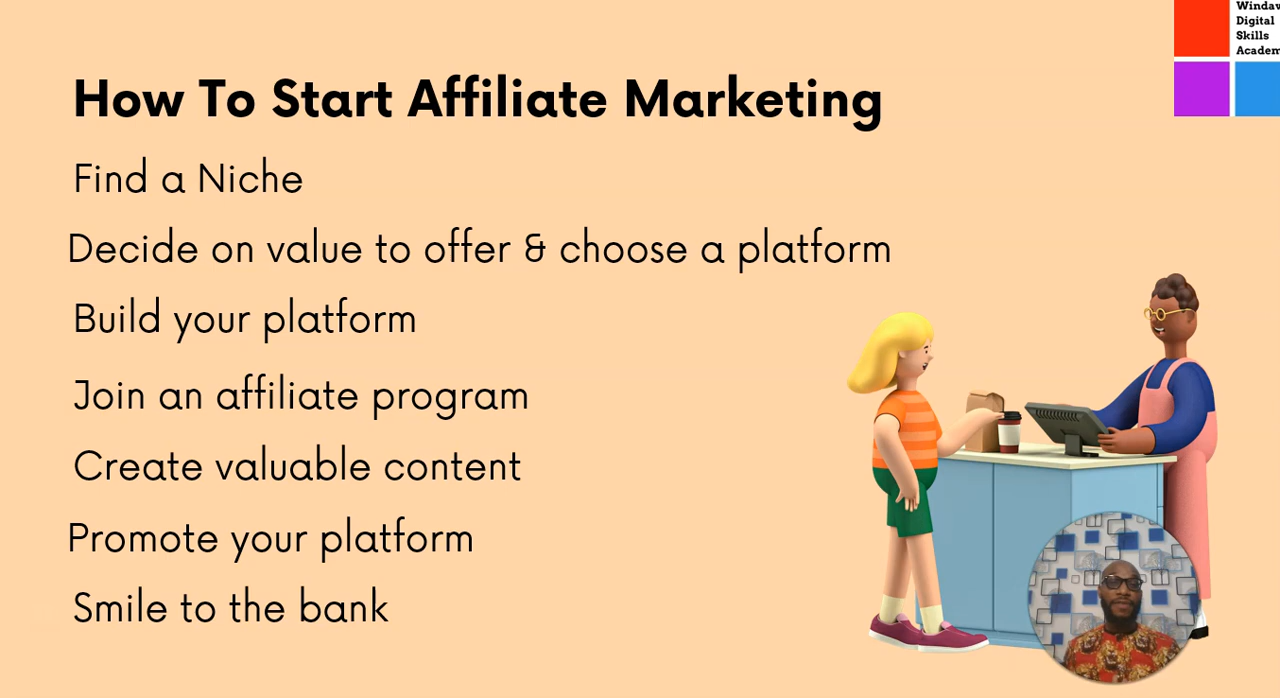 How To Start Affiliate Marketing
Find a Niche
Decide on value to offer & choose a platform
Build your platform
Join an affiliate program
Create valuable content
Promote your platform
Smile to the bank
Digital
Skills